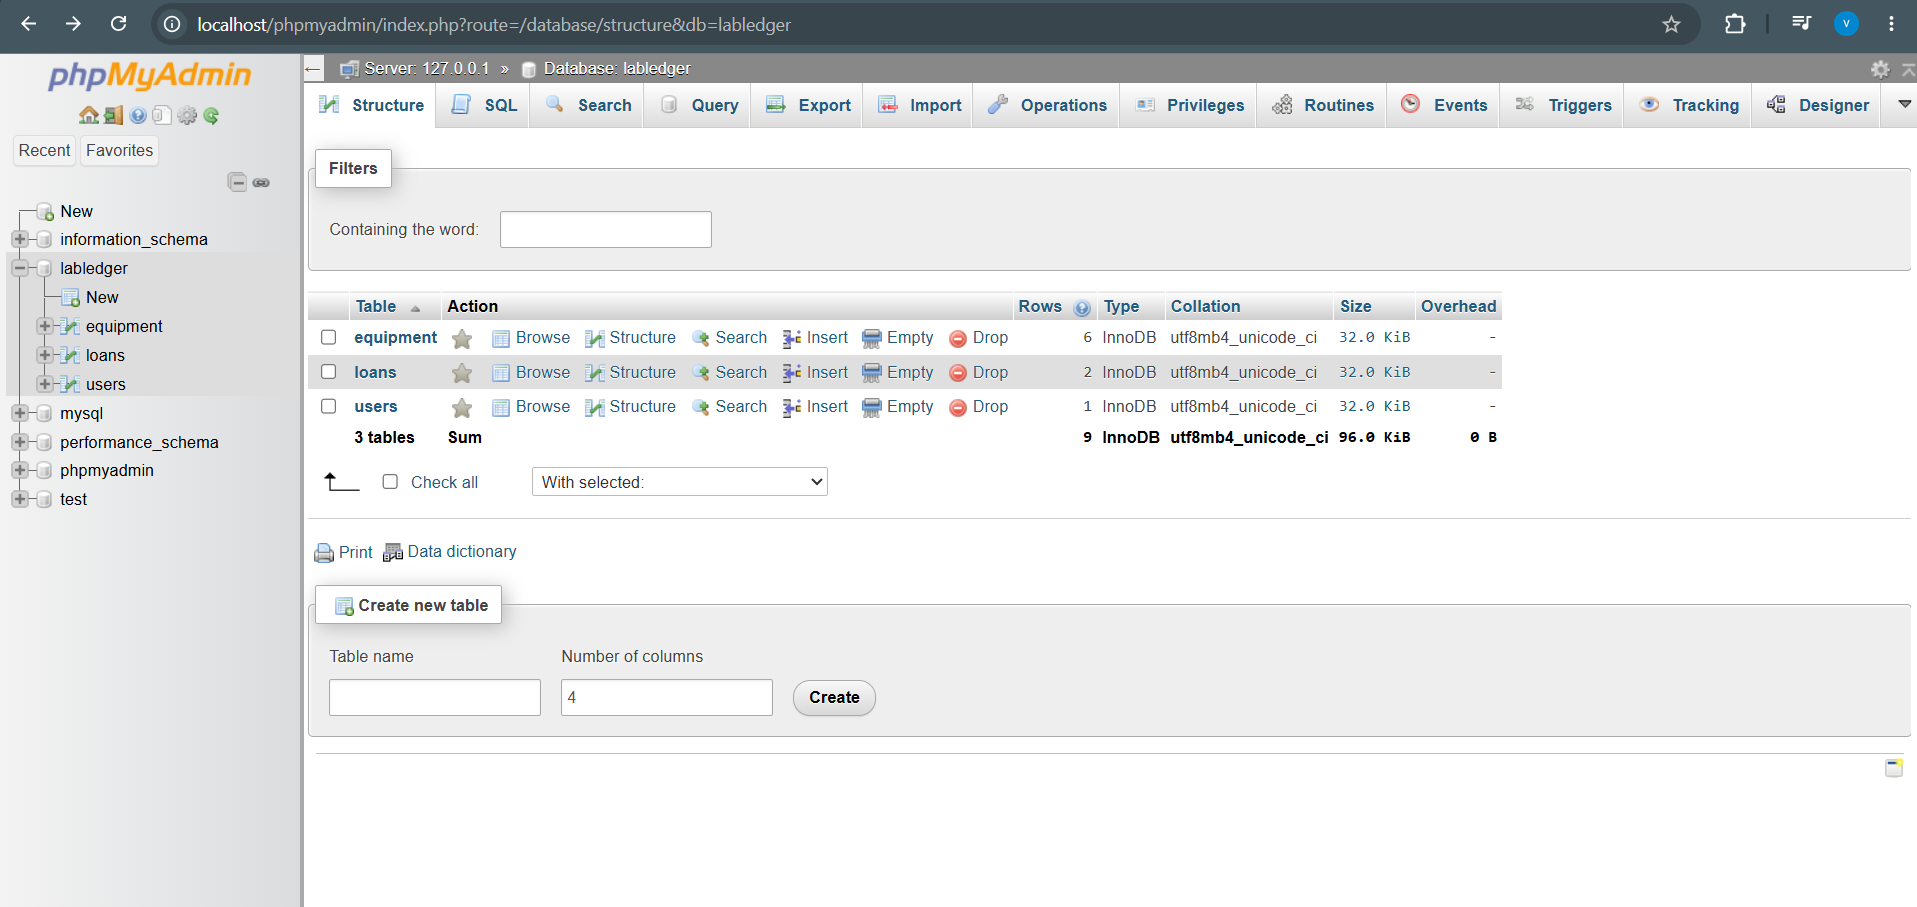 localhost/phpmyadmin/index.php?route=/database/structure&db=labledger
V
phpMyAdmin
Recent Favorites
New
information_schema
labledger
New
equipment
loans
users
mysql
performance_schema
phpmyadmin
test
Server: 127.0.0.1 » Database: labledger
Structure SQL Search Query Export Import Operations Privileges Routines Events Triggers Tracking Designer
Filters
Containing the word:
Table Action Rows Type Collation Size Overhead
equipment Browse Structure Search Insert Empty Drop 6 InnoDB utf8mb4_unicode_ci 32.0 KiB -
loans Browse Structure Search Insert Empty Drop 2 InnoDB utf8mb4_unicode_ci 32.0 KiB -
users Browse Structure Search Insert Empty Drop 1 InnoDB utf8mb4_unicode_ci 32.0 KiB -
3 tables Sum 9 InnoDB utf8mb4_unicode_ci 96.0 KiB 0 B
Check all With selected:
Print Data dictionary
Create new table
Table name Number of columns
4 Create